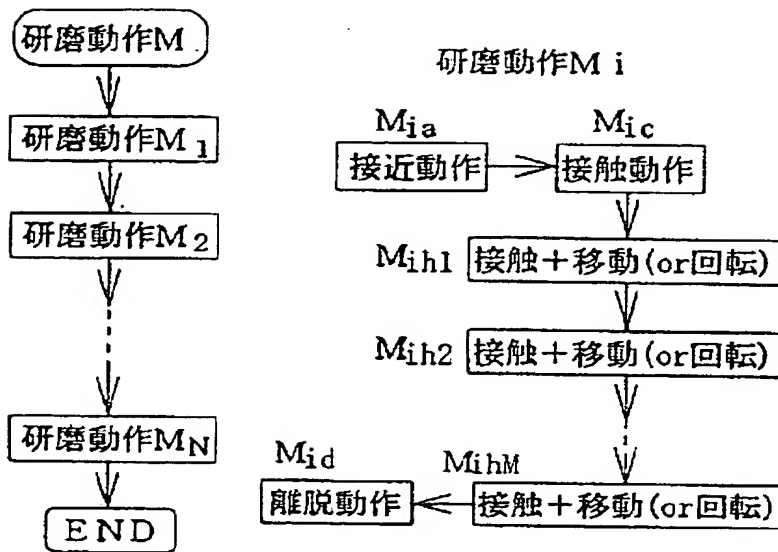 研磨動作M
研磨動作M1
研磨動作M2
研磨動作MN
END
研磨動作Mi
Mia
接近動作
Mic
接触動作
Mih1
接触+移動(or回転)
Mih2
接触+移動(or回転)
MihM
接触+移動(or回転)
Mid
離脱動作